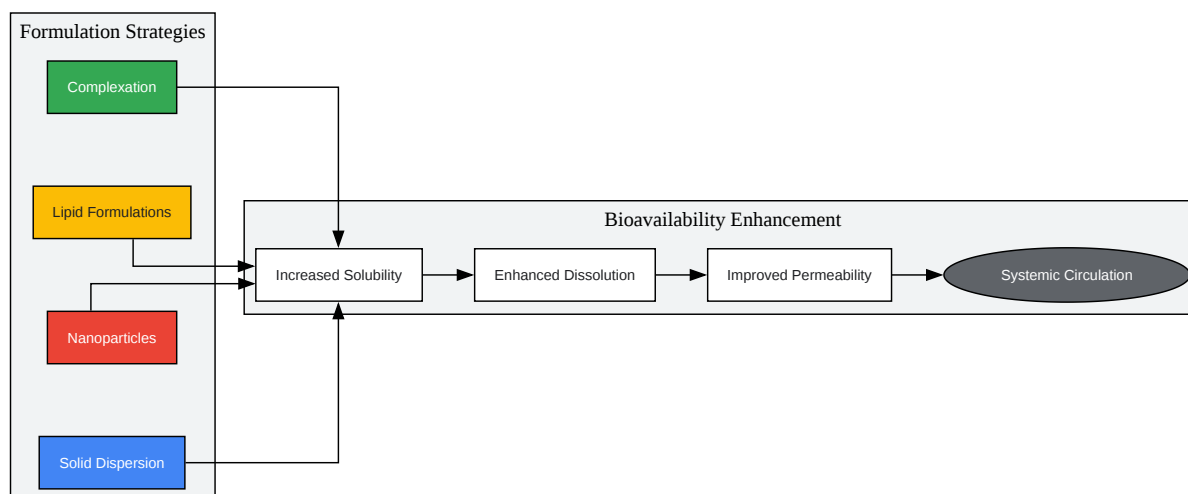 Formulation Strategies
Complexation
Lipid Formulations
Nanoparticles
Solid Dispersion
Bioavailability Enhancement
Increased Solubility
Enhanced Dissolution
Improved Permeability
Systemic Circulation